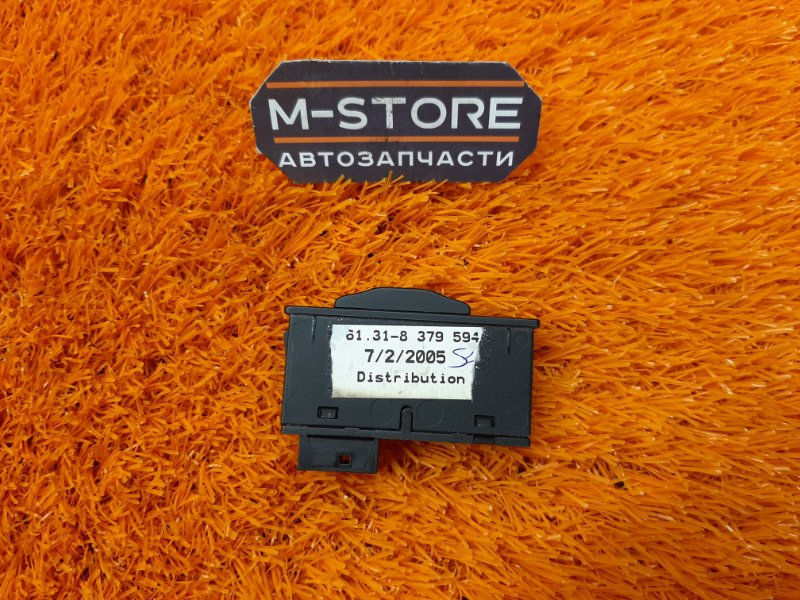 M-STORE
АВТОЗАПЧАСТИ
61.31-8 379 594
7/2/2005
Distribution